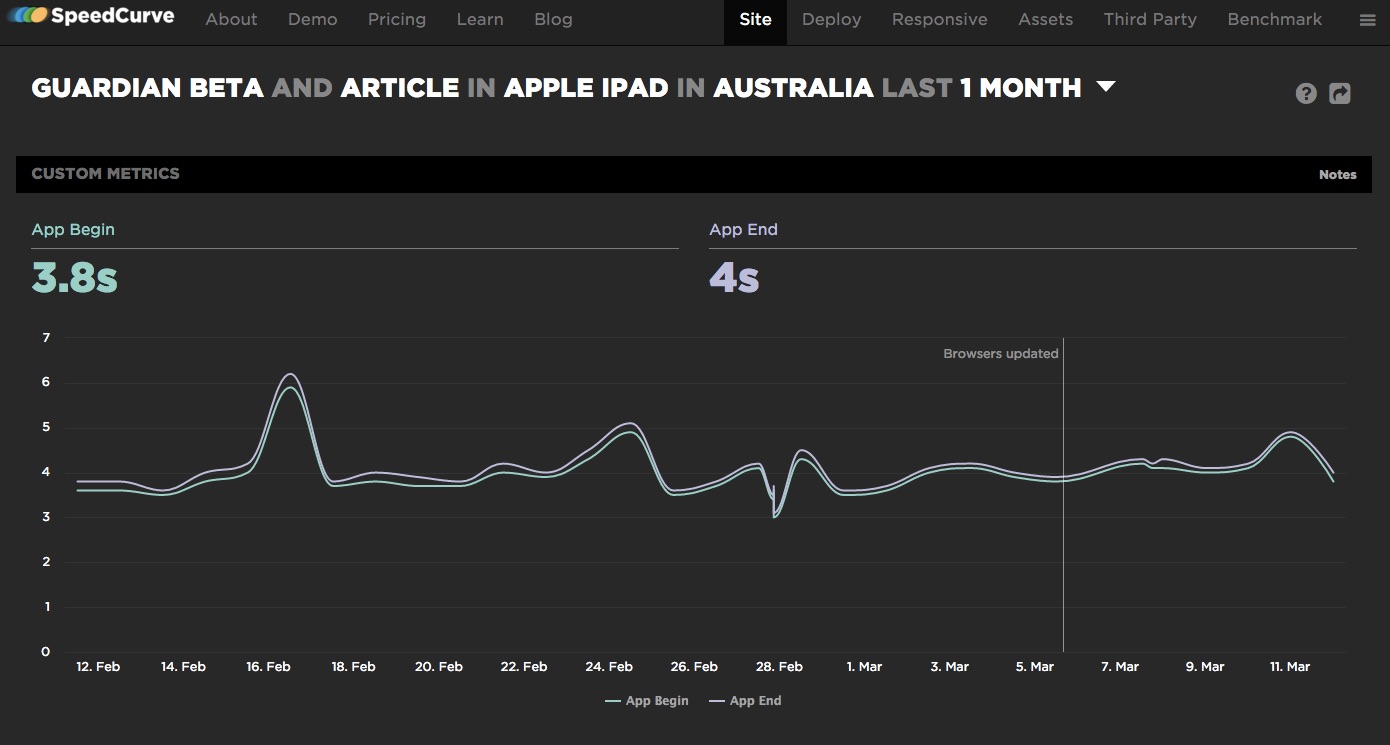 SpeedCurve About Demo Pricing Learn Blog Site Deploy Responsive Assets Third Party Benchmark
GUARDIAN BETA AND ARTICLE IN APPLE IPAD IN AUSTRALIA LAST 1 MONTH
?
CUSTOM METRICS Notes
App Begin App End
3.8s 4s
7
Browsers updated
6
5
4
3
2
1
0
12. Feb 14. Feb 16. Feb 18. Feb 20. Feb 22. Feb 24. Feb 26. Feb 28. Feb 1. Mar 3. Mar 5. Mar 7. Mar 9. Mar 11. Mar
App Begin App End